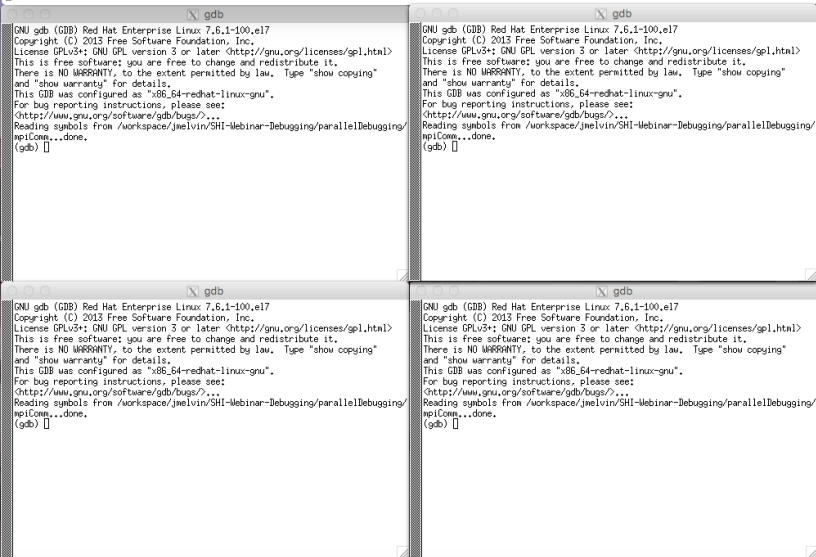 gdb
GNU gdb (GDB) Red Hat Enterprise Linux 7.6.1-100.el7
Copyright (C) 2013 Free Software Foundation, Inc.
License GPLv3+: GNU GPL version 3 or later <http://gnu.org/licenses/gpl.html>
This is free software: you are free to change and redistribute it.
There is NO WARRANTY, to the extent permitted by law.  Type "show copying"
and "show warranty" for details.
This GDB was configured as "x86_64-redhat-linux-gnu".
For bug reporting instructions, please see:
<http://www.gnu.org/software/gdb/bugs/>...
Reading symbols from /workspace/jmelvin/SHI-Webinar-Debugging/parallelDebugging/
mpiComm...done.
(gdb)
gdb
GNU gdb (GDB) Red Hat Enterprise Linux 7.6.1-100.el7
Copyright (C) 2013 Free Software Foundation, Inc.
License GPLv3+: GNU GPL version 3 or later <http://gnu.org/licenses/gpl.html>
This is free software: you are free to change and redistribute it.
There is NO WARRANTY, to the extent permitted by law.  Type "show copying"
and "show warranty" for details.
This GDB was configured as "x86_64-redhat-linux-gnu".
For bug reporting instructions, please see:
<http://www.gnu.org/software/gdb/bugs/>...
Reading symbols from /workspace/jmelvin/SHI-Webinar-Debugging/parallelDebugging/
mpiComm...done.
(gdb)
gdb
GNU gdb (GDB) Red Hat Enterprise Linux 7.6.1-100.el7
Copyright (C) 2013 Free Software Foundation, Inc.
License GPLv3+: GNU GPL version 3 or later <http://gnu.org/licenses/gpl.html>
This is free software: you are free to change and redistribute it.
There is NO WARRANTY, to the extent permitted by law.  Type "show copying"
and "show warranty" for details.
This GDB was configured as "x86_64-redhat-linux-gnu".
For bug reporting instructions, please see:
<http://www.gnu.org/software/gdb/bugs/>...
Reading symbols from /workspace/jmelvin/SHI-Webinar-Debugging/parallelDebugging/
mpiComm...done.
(gdb)
gdb
GNU gdb (GDB) Red Hat Enterprise Linux 7.6.1-100.el7
Copyright (C) 2013 Free Software Foundation, Inc.
License GPLv3+: GNU GPL version 3 or later <http://gnu.org/licenses/gpl.html>
This is free software: you are free to change and redistribute it.
There is NO WARRANTY, to the extent permitted by law.  Type "show copying"
and "show warranty" for details.
This GDB was configured as "x86_64-redhat-linux-gnu".
For bug reporting instructions, please see:
<http://www.gnu.org/software/gdb/bugs/>...
Reading symbols from /workspace/jmelvin/SHI-Webinar-Debugging/parallelDebugging/
mpiComm...done.
(gdb)